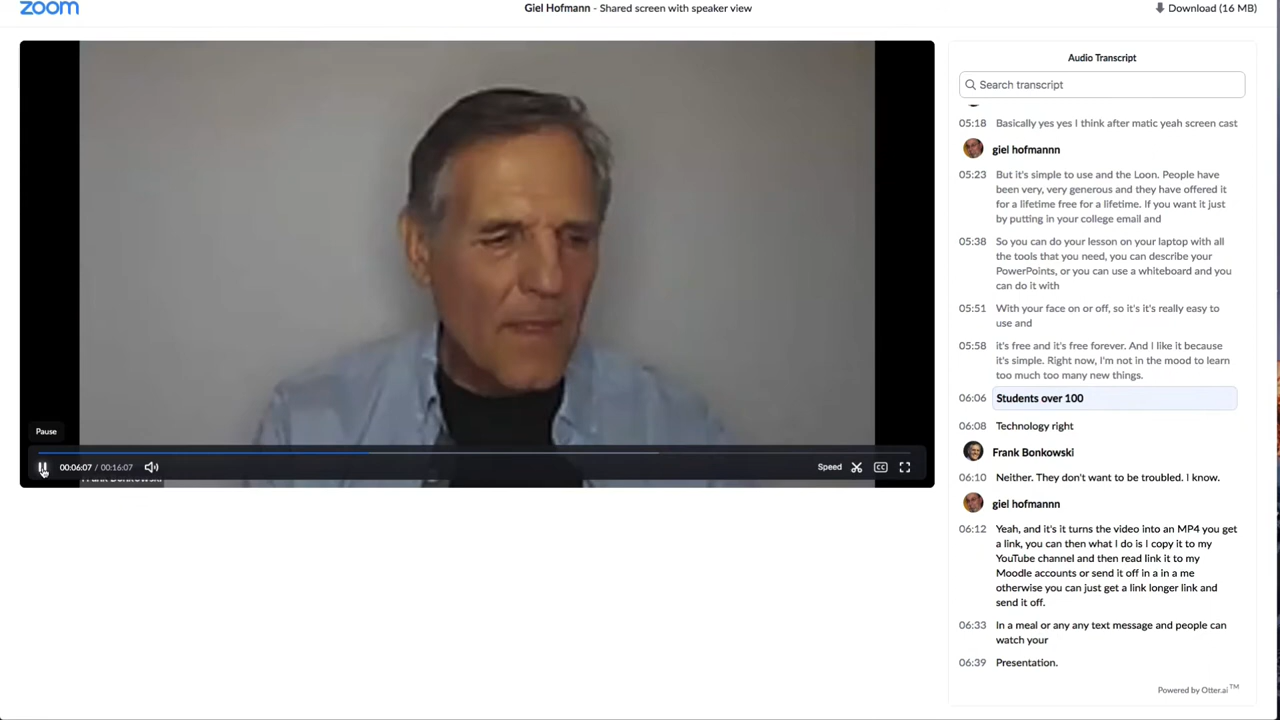 zoom
Giel Hofmann - Shared screen with speaker view
Download (16 MB)
Audio Transcript
Search transcript
05:18 Basically yes yes I think after matic yeah screen cast
giel hofmannn
05:23 But it's simple to use and the Loon. People have
been very, very generous and they have offered it
for a lifetime free for a lifetime. If you want it just
by putting in your college email and
05:38 So you can do your lesson on your laptop with all
the tools that you need, you can describe your
PowerPoints, or you can use a whiteboard and you
can do it with
05:51 With your face on or off, so it's it's really easy to
use and
05:58 it's free and it's free forever. And I like it because
it's simple. Right now, I'm not in the mood to learn
too much too many new things.
06:06 Students over 100
06:08 Technology right
Frank Bonkowski
06:10 Neither. They don't want to be troubled. I know.
giel hofmannn
06:12 Yeah, and it's it turns the video into an MP4 you get
a link, you can then what I do is I copy it to my
YouTube channel and then read link it to my
Moodle accounts or send it off in a in a me
otherwise you can just get a link longer link and
send it off.
06:33 In a meal or any any text message and people can
watch your
06:39 Presentation.
Powered by Otter.ai TM
Pause
00:06:07 / 00:16:07
Speed
CC
Frank Bonkowski